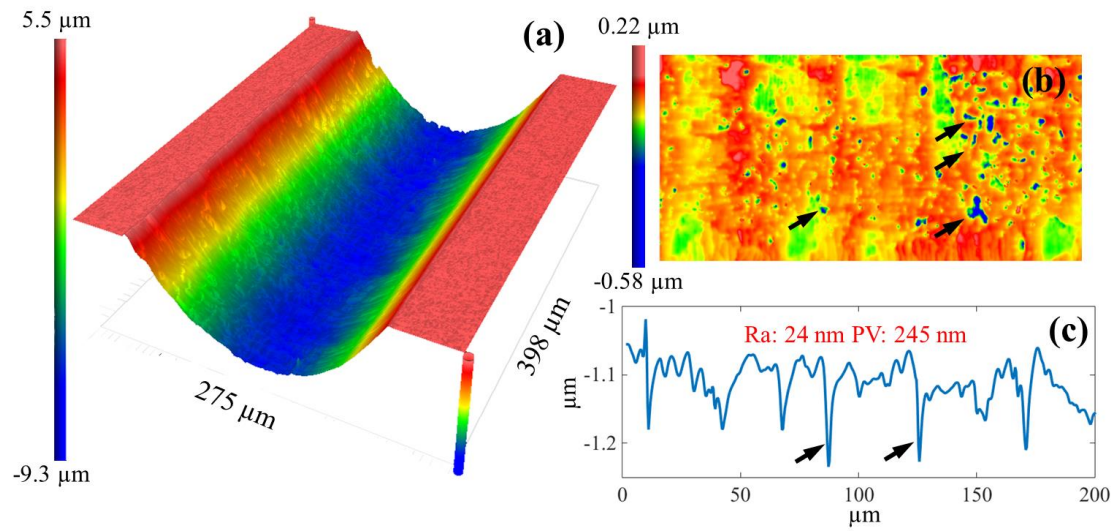 5.5 µm
(a)
275 µm
398 µm
-9.3 µm
0.22 µm
(b)
-0.58 µm
-1
Ra: 24 nm PV: 245 nm
(c)
-1.1
µm
-1.2
0
50
100
150
200
µm